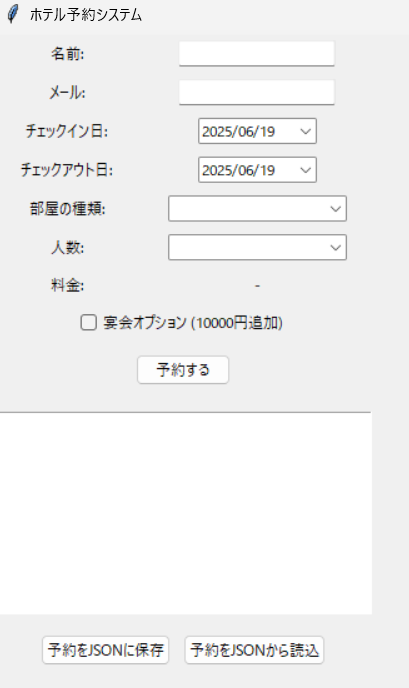 ホテル予約システム
名前:
メール:
チェックイン日: 2025/06/19
チェックアウト日: 2025/06/19
部屋の種類:
人数:
料金: -
宴会オプション (10000円追加)
予約する
予約をJSONに保存 予約をJSONから読込